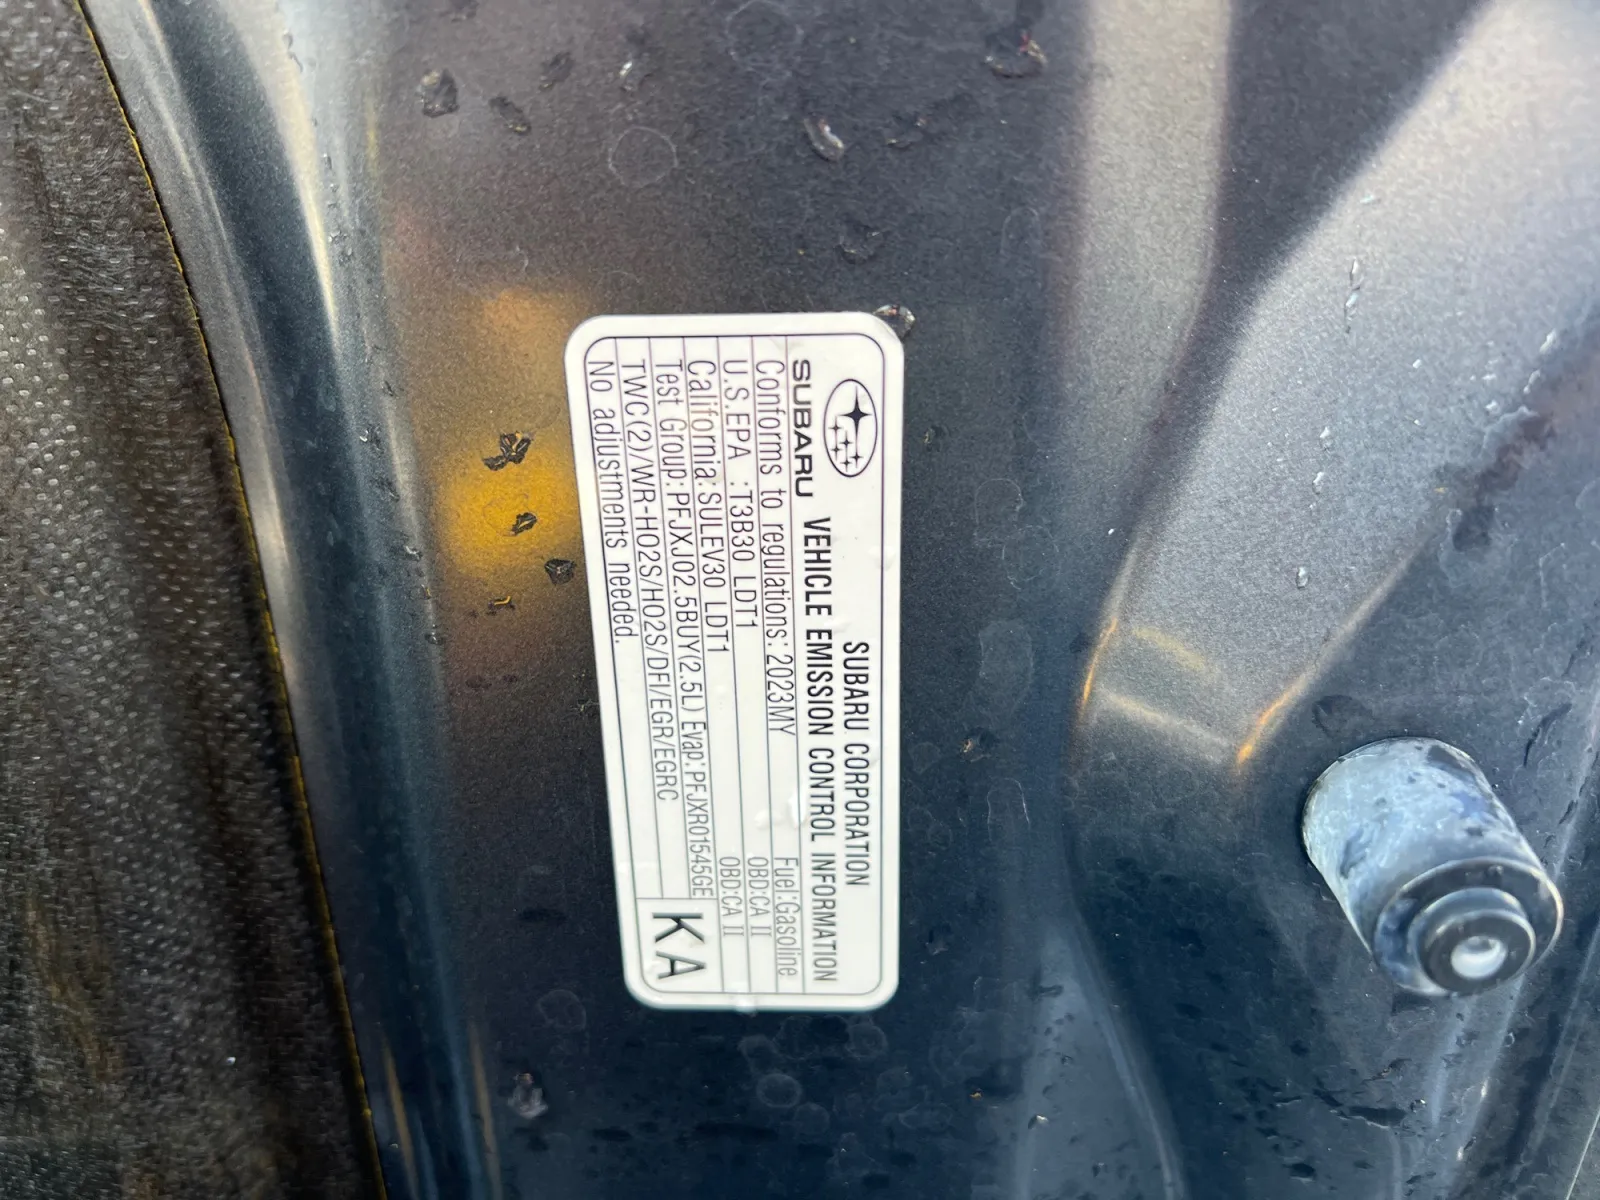 SUBARU CORPORATION
SUBARU VEHICLE EMISSION CONTROL INFORMATION
Conforms to regulations: 2023MY Fuel:Gasoline
U.S.EPA :T3B30 LDT1 OBD:CA II
California:SULEV30 LDT1 OBD:CA II
Test Group:PFJXJ02.5BUY(2.5L) Evap:PFJXR01545GE
TWC(2)/WR-HO2S/HO2S/DFI/EGR/EGRC
No adjustments needed.
KA